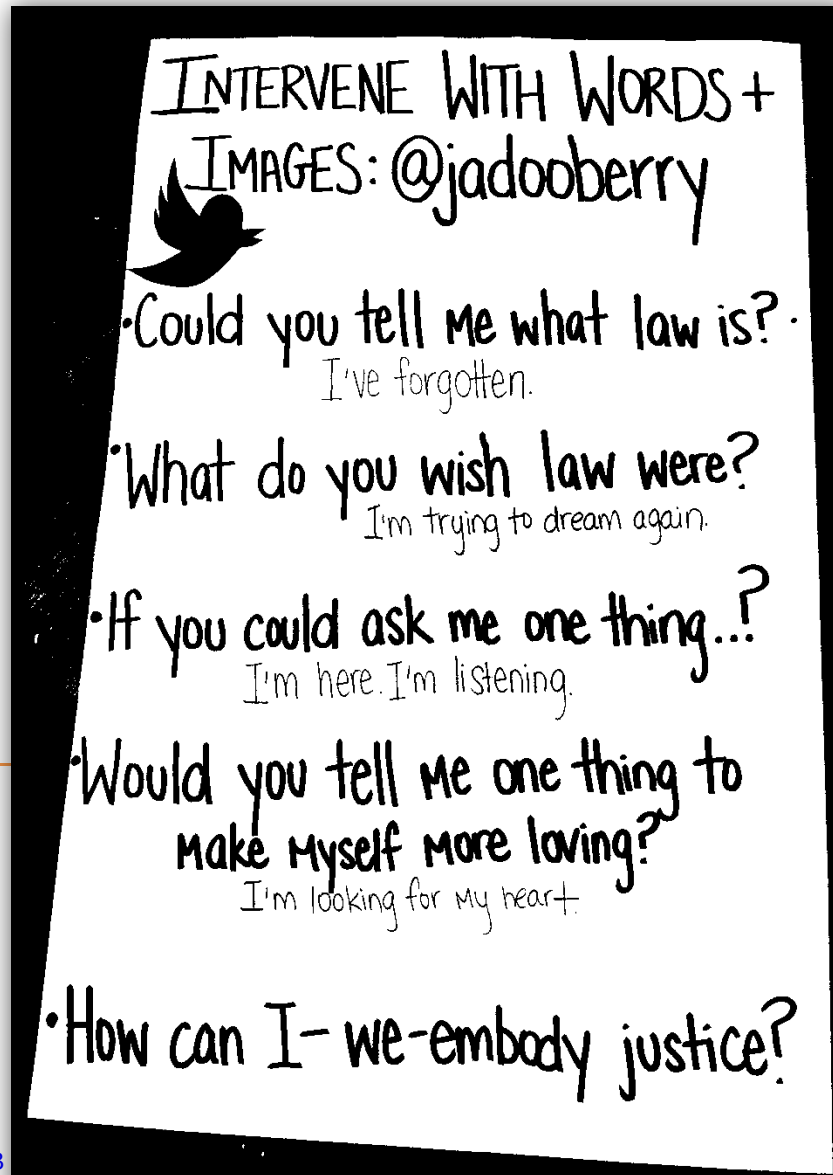 INTERVENE WITH WORDS +
IMAGES: @jadooberry
•Could you tell me what law is?•
I've forgotten.
•What do you wish law were?
I'm trying to dream again.
•If you could ask me one thing...?
I'm here. I'm listening.
•Would you tell me one thing to
make myself more loving?
I'm looking for my heart.
•How can I-we-embody justice?